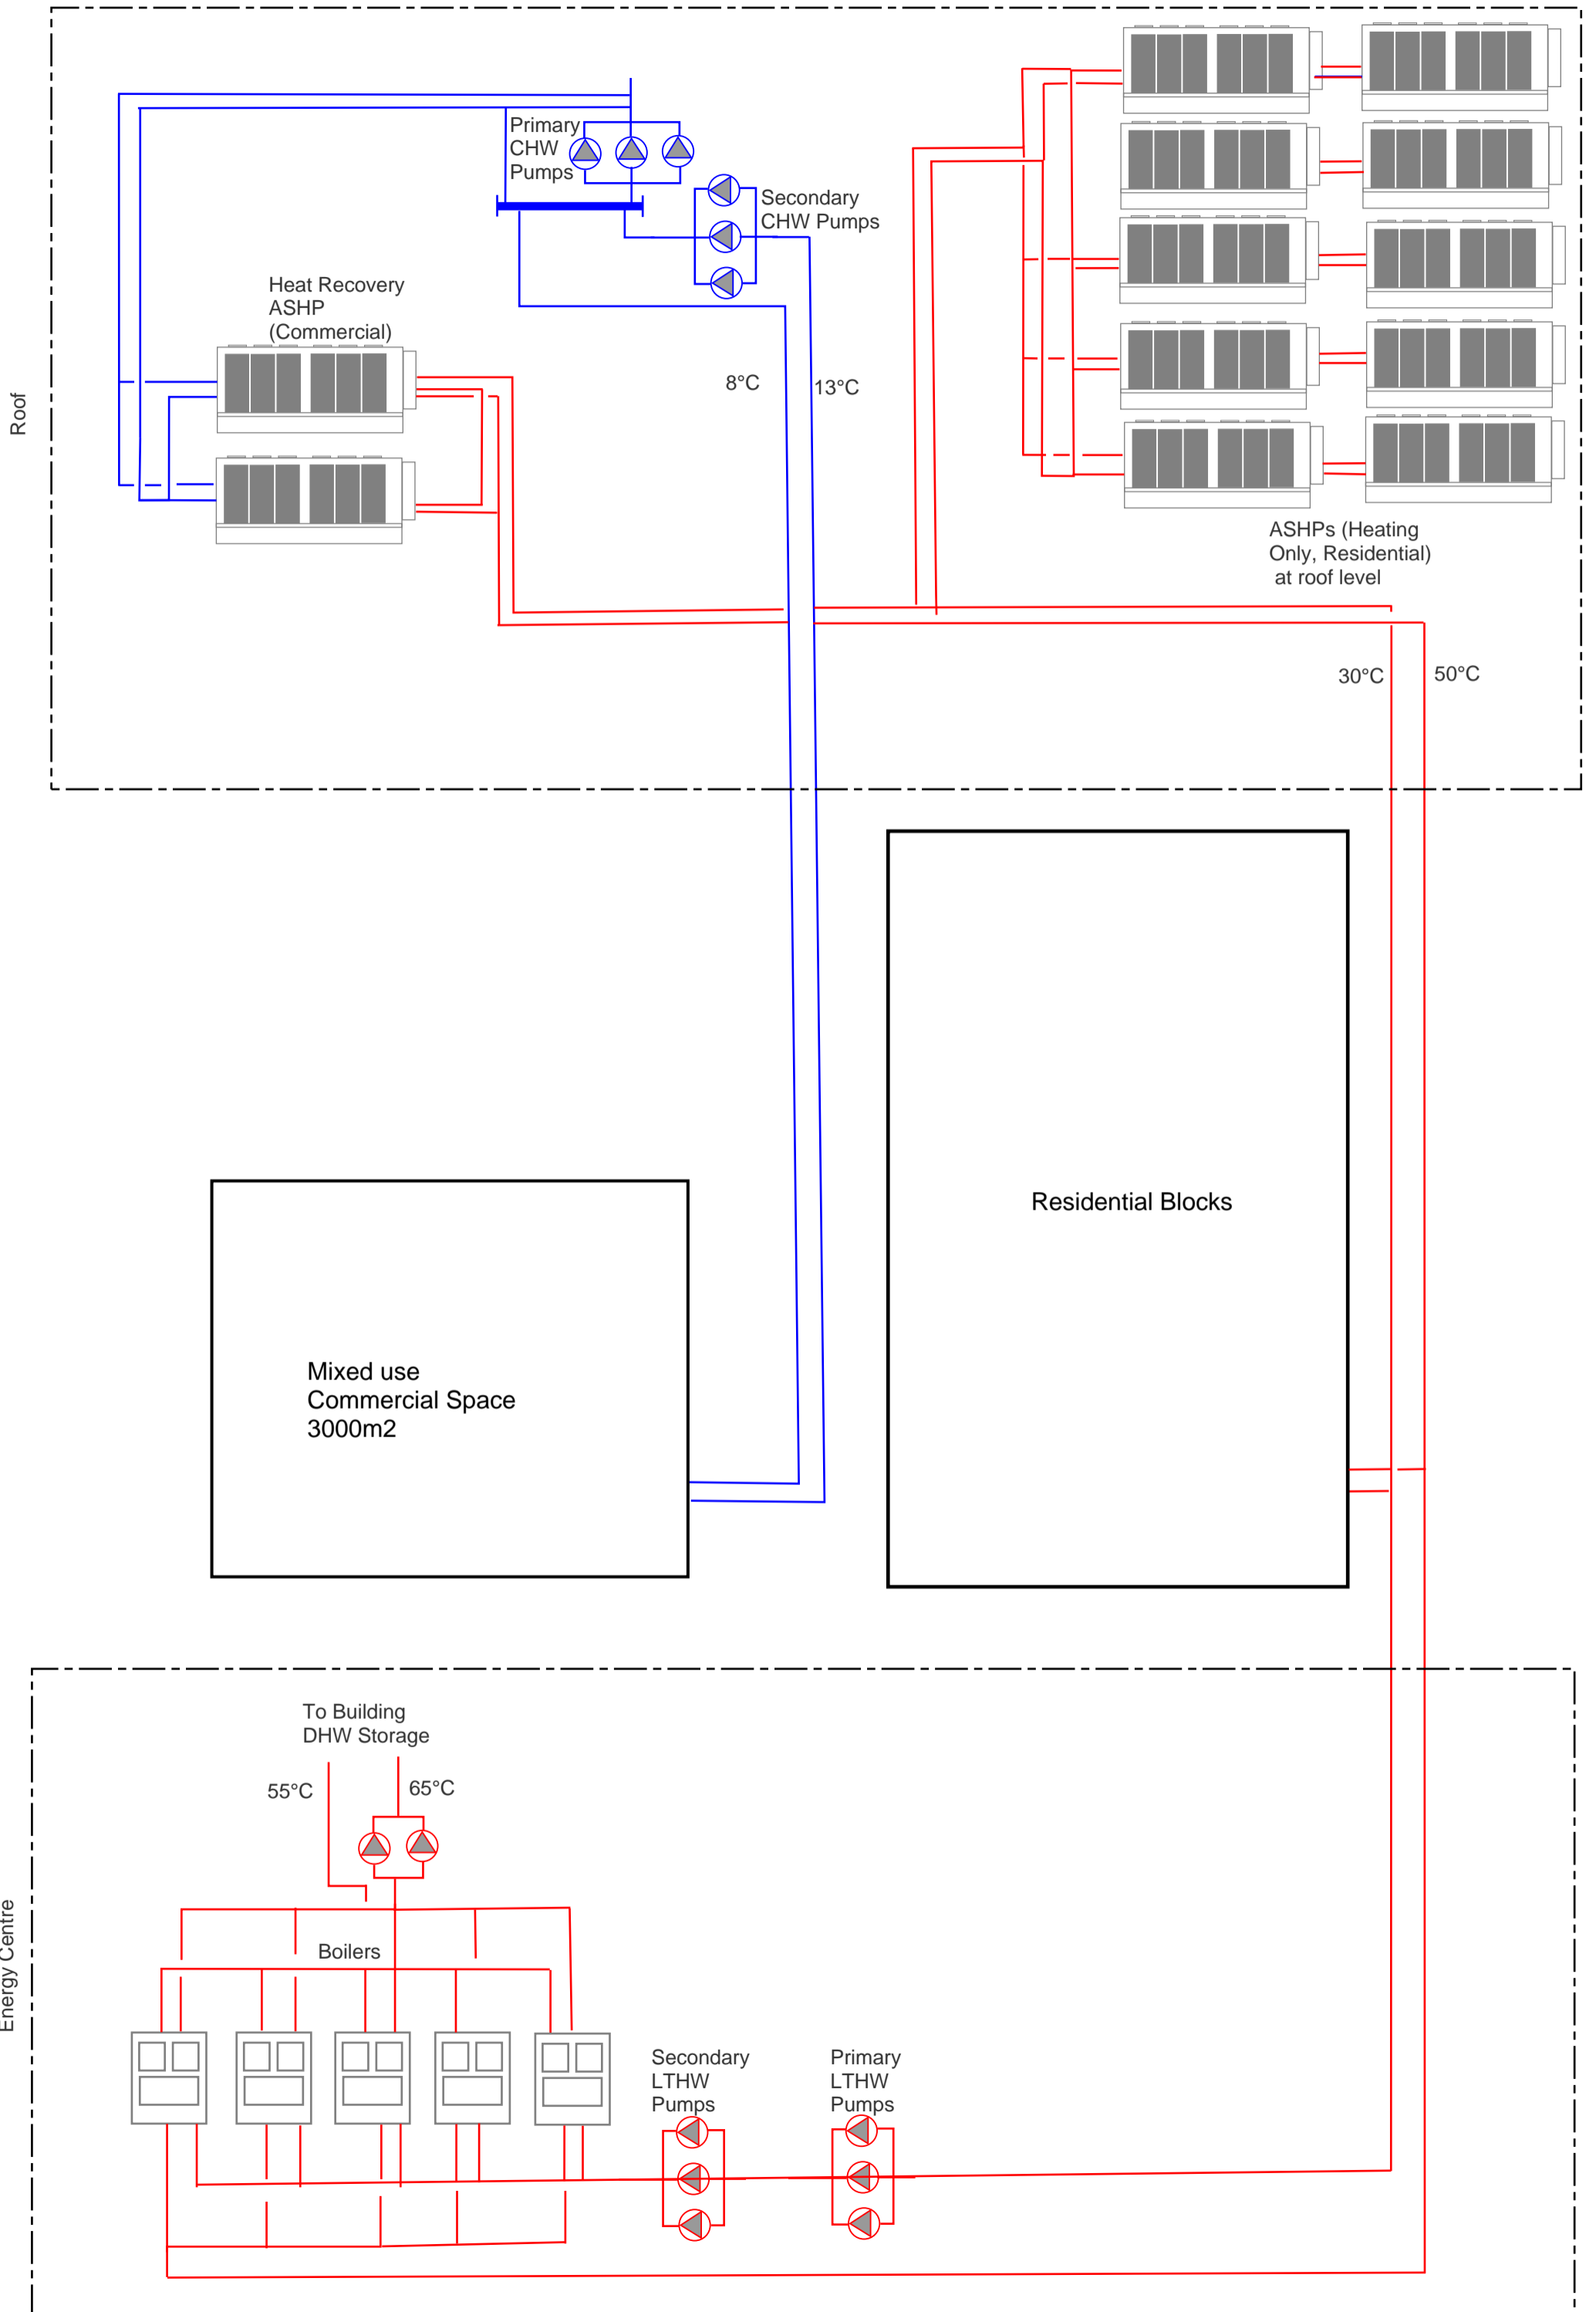 Primary
CHW
Pumps
Secondary
CHW Pumps
Heat Recovery
ASHP
(Commercial)
8°C
13°C
Roof
ASHPs (Heating
Only, Residential)
at roof level
30°C
50°C
Residential Blocks
Mixed use
Commercial Space
3000m2
To Building
DHW Storage
55°C
65°C
Energy Centre
Boilers
Secondary
LTHW
Pumps
Primary
LTHW
Pumps